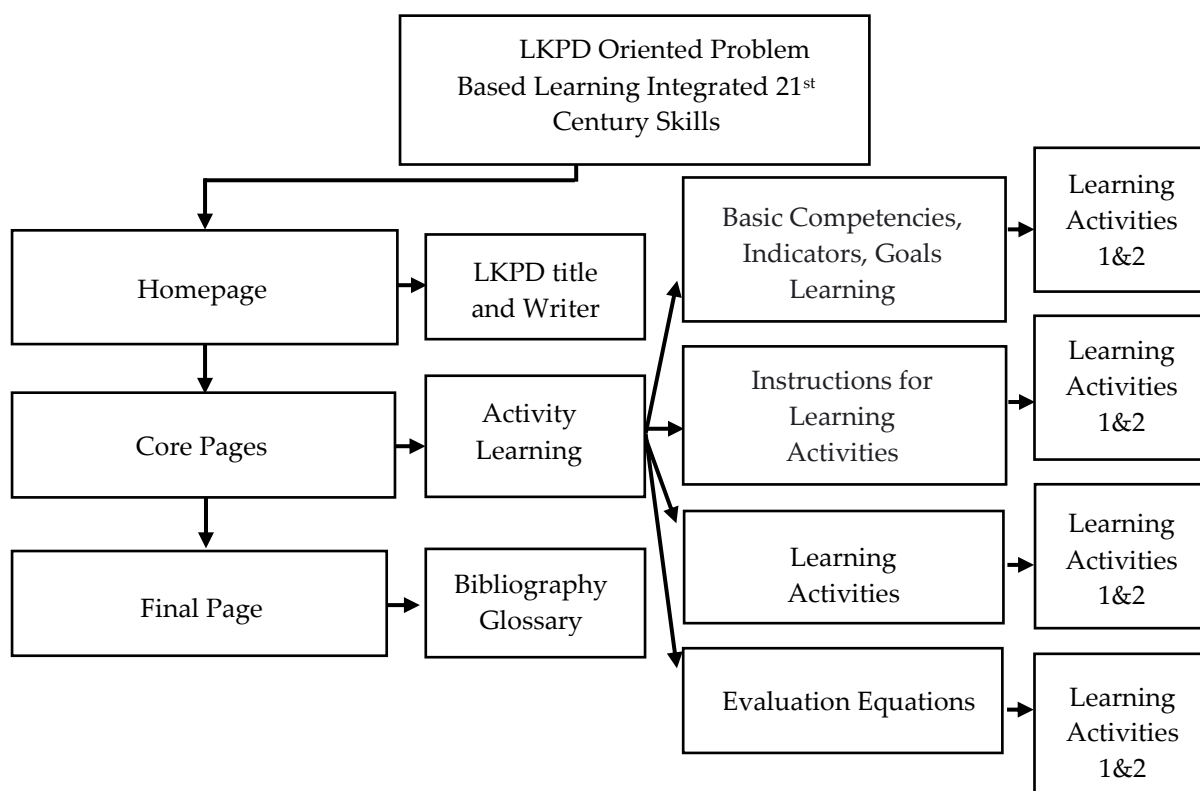 LKPD Oriented Problem
Based Learning Integrated 21st
Century Skills
Homepage
LKPD title
and Writer
Core Pages
Activity
Learning
Final Page
Bibliography
Glossary
Basic Competencies,
Indicators, Goals
Learning
Learning
Activities
1&2
Instructions for
Learning
Activities
Learning
Activities
1&2
Learning
Activities
Learning
Activities
1&2
Evaluation Equations
Learning
Activities
1&2